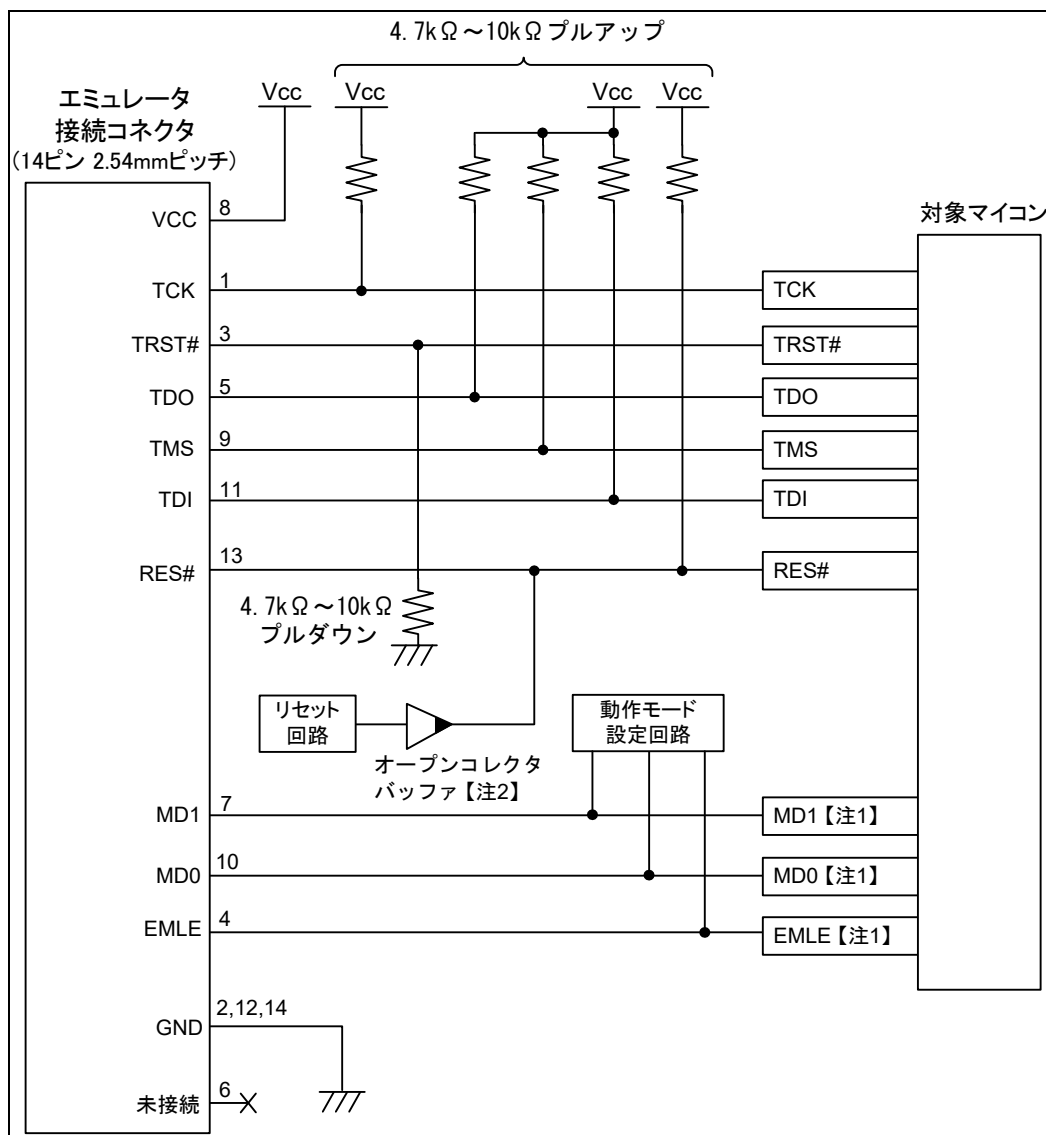 4.7kΩ～10kΩ プルアップ
エミュレータ
接続コネクタ
(14ピン 2.54mmピッチ)
Vcc
Vcc
Vcc
Vcc
対象マイコン
VCC
8
TCK
1
TCK
TRST#
3
TRST#
TDO
5
TDO
TMS
9
TMS
TDI
11
TDI
RES#
13
RES#
4.7kΩ～10kΩ
プルダウン
リセット
回路
オープンコレクタ
バッファ【注2】
動作モード
設定回路
MD1
7
MD1【注1】
MD0
10
MD0【注1】
EMLE
4
EMLE【注1】
GND
2,12,14
未接続
6